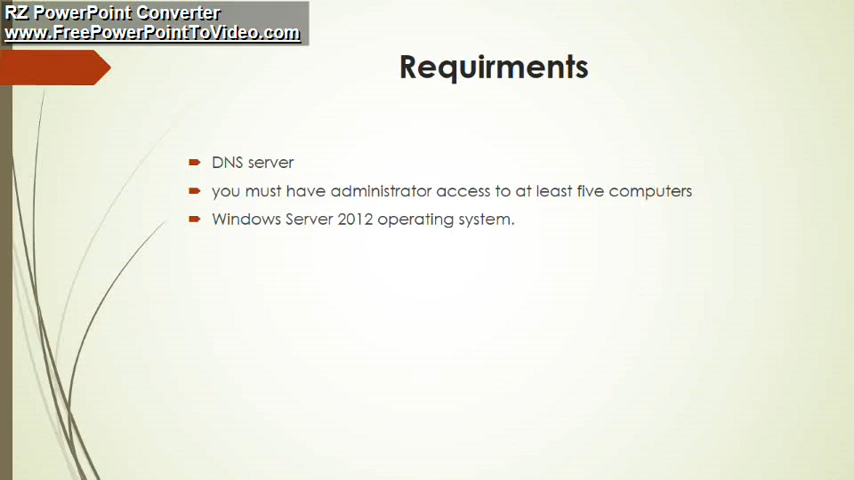 RZ PowerPoint Converter
www.FreePowerPointToVideo.com
Requirments
DNS server
you must have administrator access to at least five computers
Windows Server 2012 operating system.